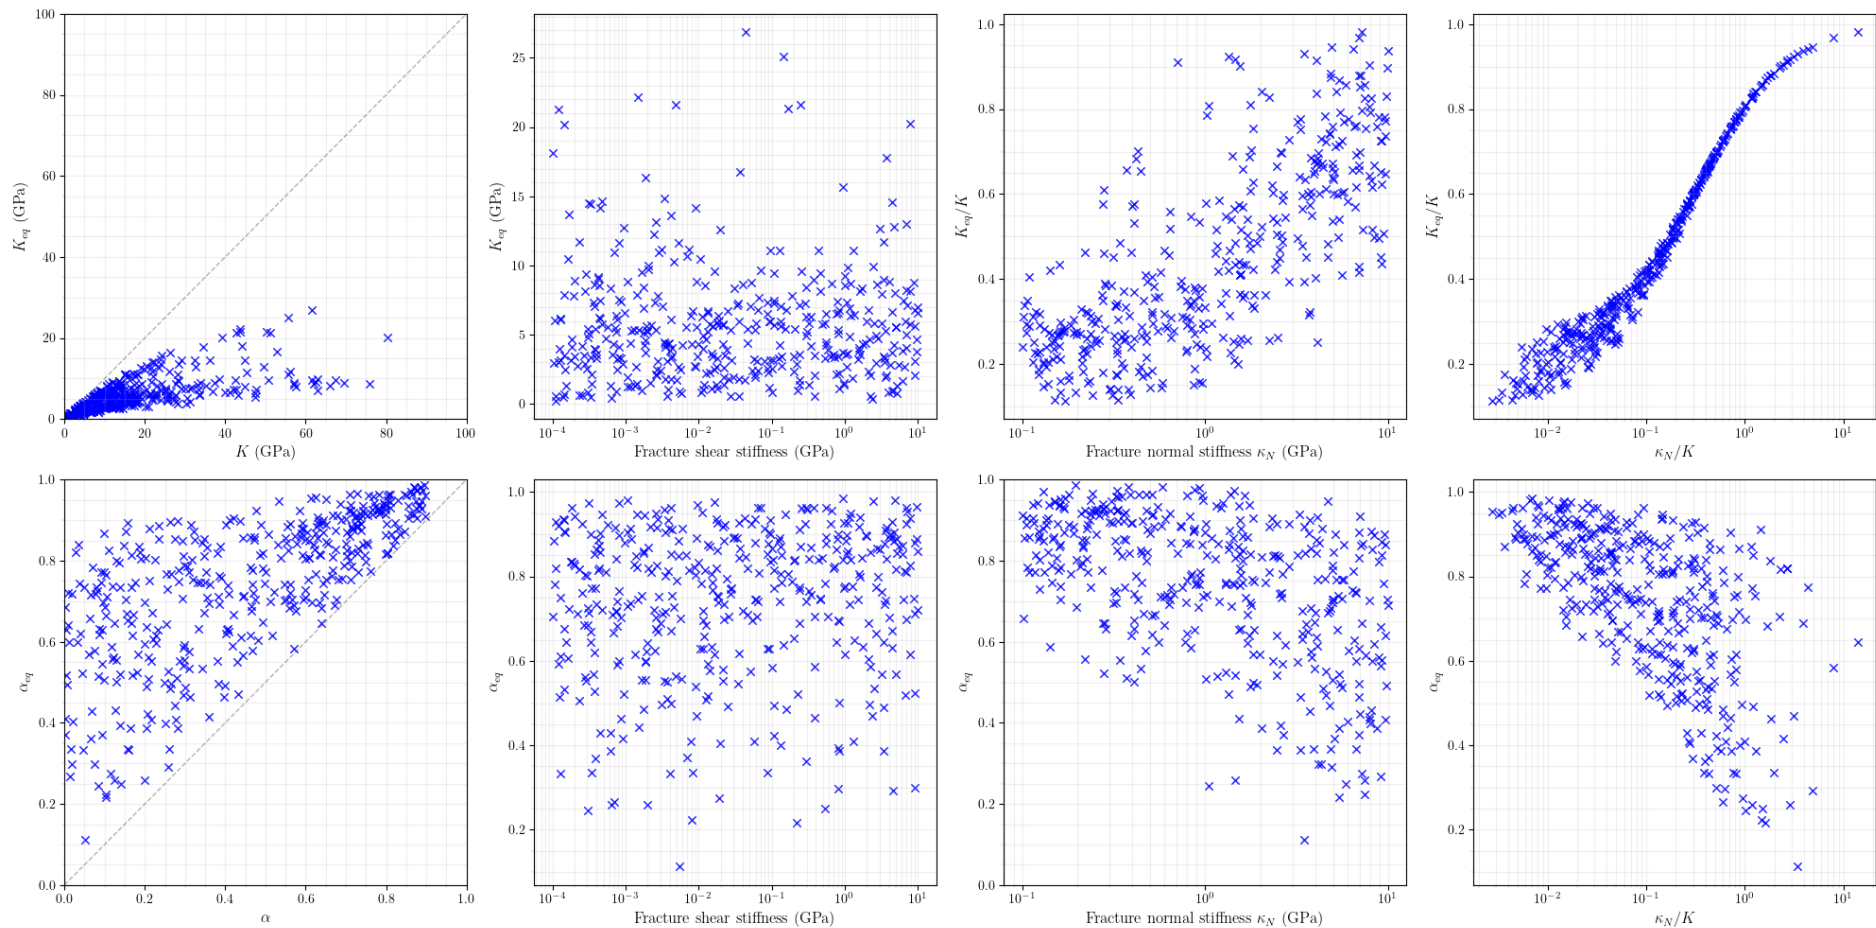 100
80
60
40
20
0
K_eq (GPa)
0 20 40 60 80 100
K (GPa)
25
20
15
10
5
0
K_eq (GPa)
10^−4 10^−3 10^−2 10^−1 10^0 10^1
Fracture shear stiffness (GPa)
1.0
0.8
0.6
0.4
0.2
K_eq/K
10^−1 10^0 10^1
Fracture normal stiffness κ_N (GPa)
1.0
0.8
0.6
0.4
0.2
K_eq/K
10^−2 10^−1 10^0 10^1
κ_N/K
1.0
0.8
0.6
0.4
0.2
0.0
α_eq
0.0 0.2 0.4 0.6 0.8 1.0
α
1.0
0.8
0.6
0.4
0.2
α_eq
10^−4 10^−3 10^−2 10^−1 10^0 10^1
Fracture shear stiffness (GPa)
1.0
0.8
0.6
0.4
0.2
0.0
α_eq
10^−1 10^0 10^1
Fracture normal stiffness κ_N (GPa)
1.0
0.8
0.6
0.4
0.2
α_eq
10^−2 10^−1 10^0 10^1
κ_N/K